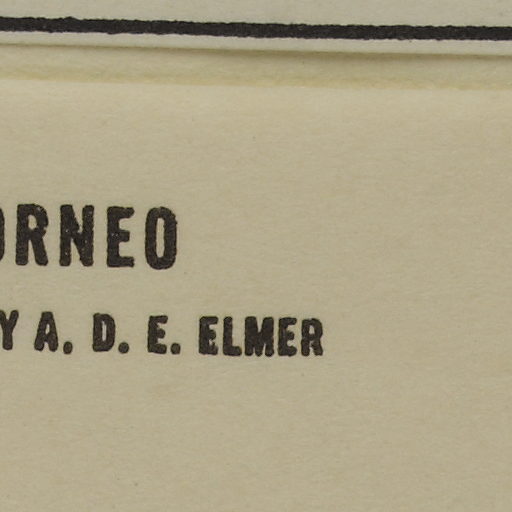 ORNEO
Y A. D. E. ELMER